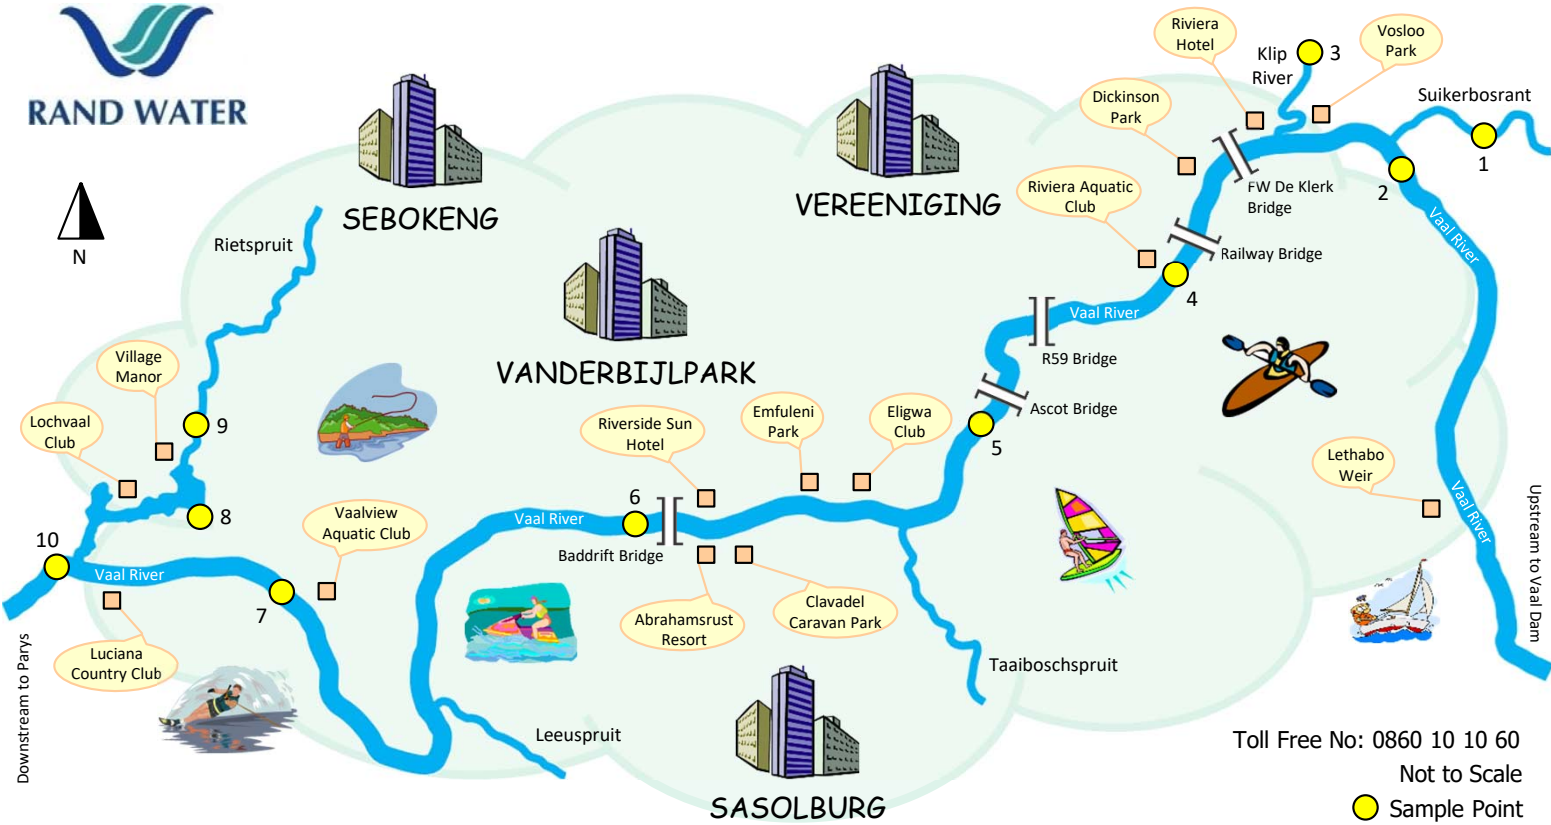 RAND WATER
N
SEBOKENG
VEREENIGING
VANDERBIJLPARK
SASOLBURG
Riviera
Hotel
Klip
River
3
Vosloo
Park
Dickinson
Park
Suikerbosrant
1
2
FW De Klerk
Bridge
Riviera Aquatic
Club
Railway Bridge
4
Vaal River
Vaal River
R59 Bridge
Ascot Bridge
5
Rietspruit
Village
Manor
Lochvaal
Club
9
8
10
Vaal River
Vaalview
Aquatic Club
7
Luciana
Country Club
Riverside Sun
Hotel
Emfuleni
Park
Eligwa
Club
6
Vaal River
Baddrift Bridge
Abrahamsrust
Resort
Clavadel
Caravan Park
Lethabo
Weir
Vaal River
Upstream to Vaal Dam
Taaiboschspruit
Leeuspruit
Downstream to Parys
Toll Free No: 0860 10 10 60
Not to Scale
Sample Point